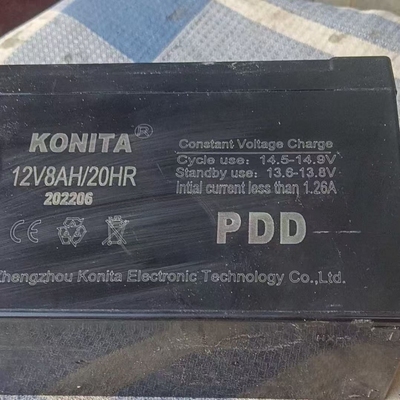 KONITA®
12V8AH/20HR
202206
Constant Voltage Charge
Cycle use: 14.5-14.9V
Standby use: 13.6-13.8V
Intial current less than 1.26A
CE
PDD
Zhengzhou Konita Electronic Technology Co., Ltd.